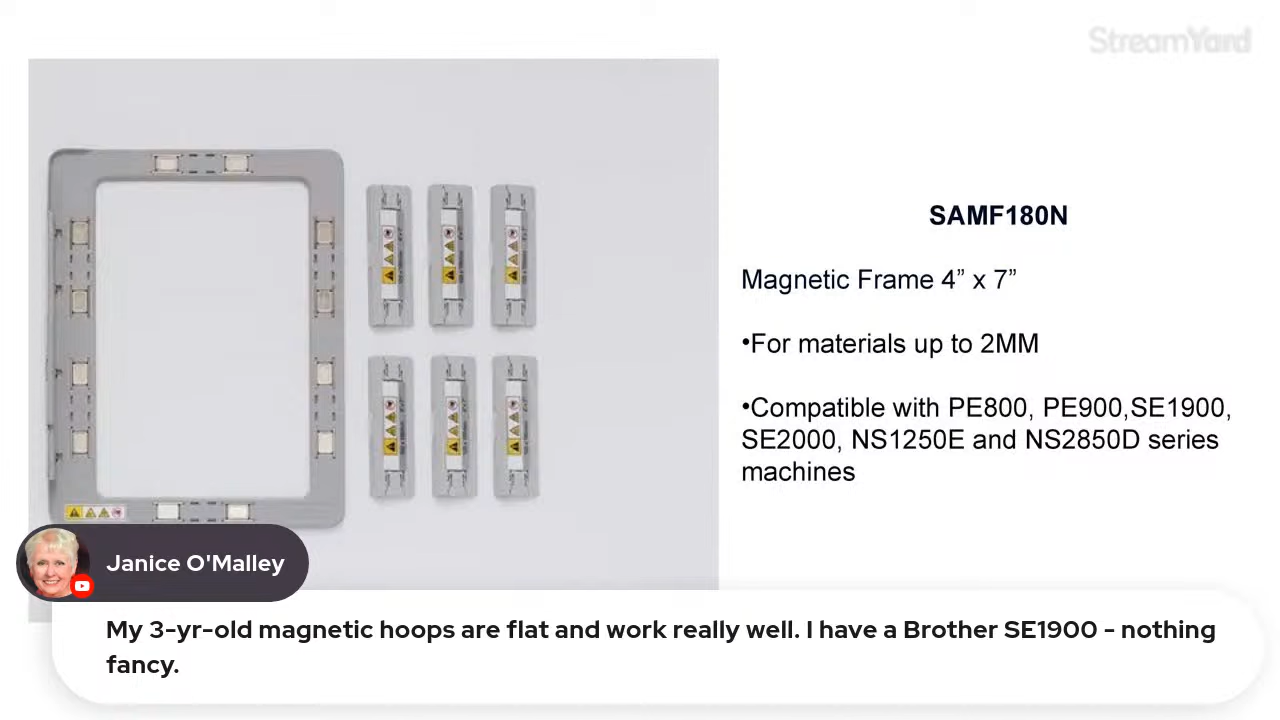 StreamYard
SAMF180N
Magnetic Frame 4” x 7”
•For materials up to 2MM
•Compatible with PE800, PE900,SE1900,
SE2000, NS1250E and NS2850D series
machines
Janice O'Malley
My 3-yr-old magnetic hoops are flat and work really well. I have a Brother SE1900 - nothing
fancy.